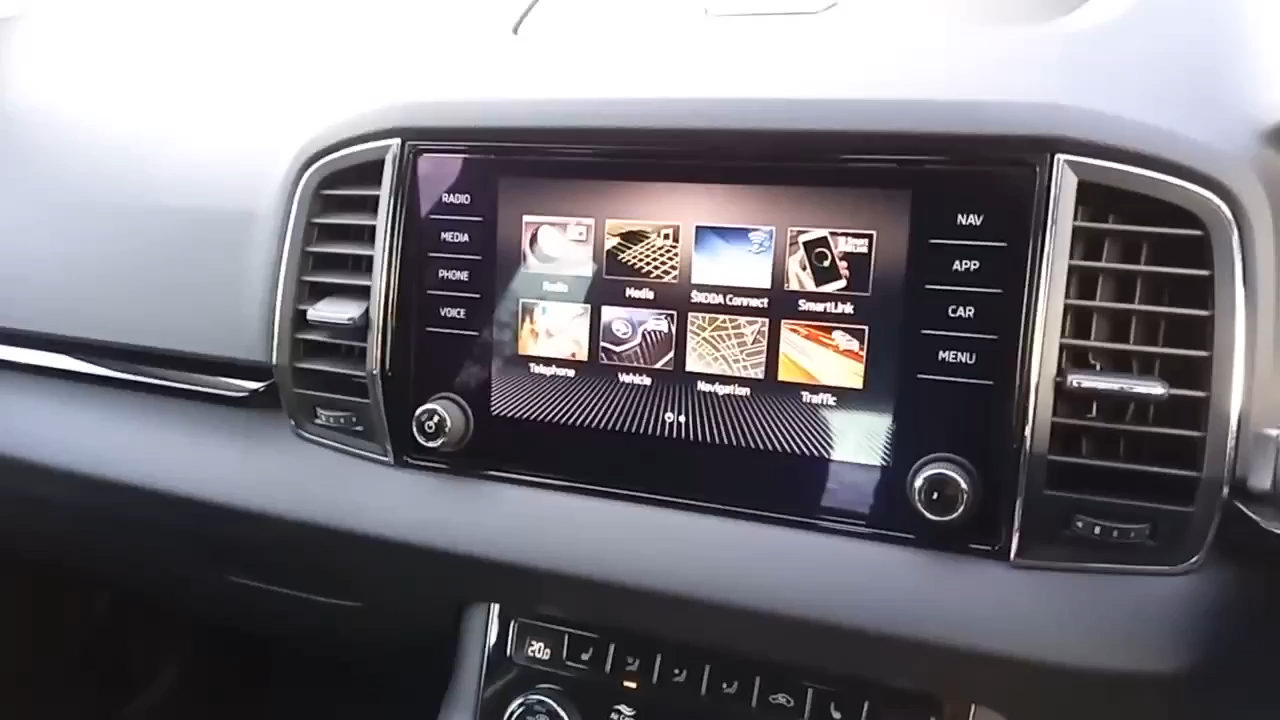 RADIO
MEDIA
PHONE
VOICE
Radio
Media
ŠKODA Connect
SmartLink
Telephone
Vehicle
Navigation
Traffic
NAV
APP
CAR
MENU
20.0